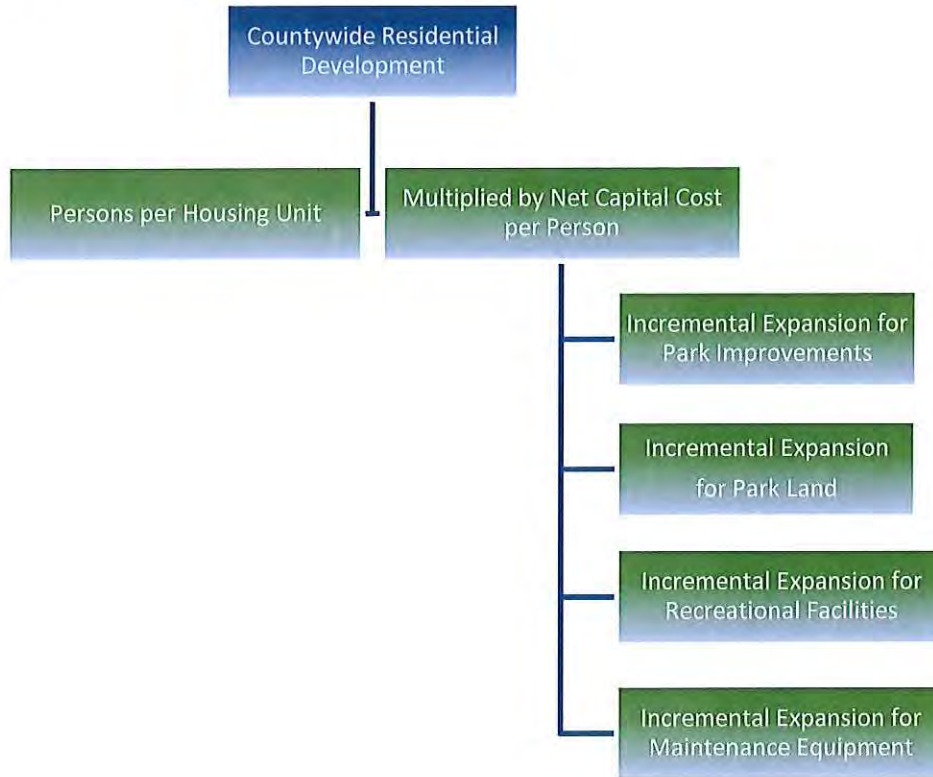 Countywide Residential
Development
Persons per Housing Unit
Multiplied by Net Capital Cost
per Person
Incremental Expansion for
Park Improvements
Incremental Expansion
for Park Land
Incremental Expansion for
Recreational Facilities
Incremental Expansion for
Maintenance Equipment